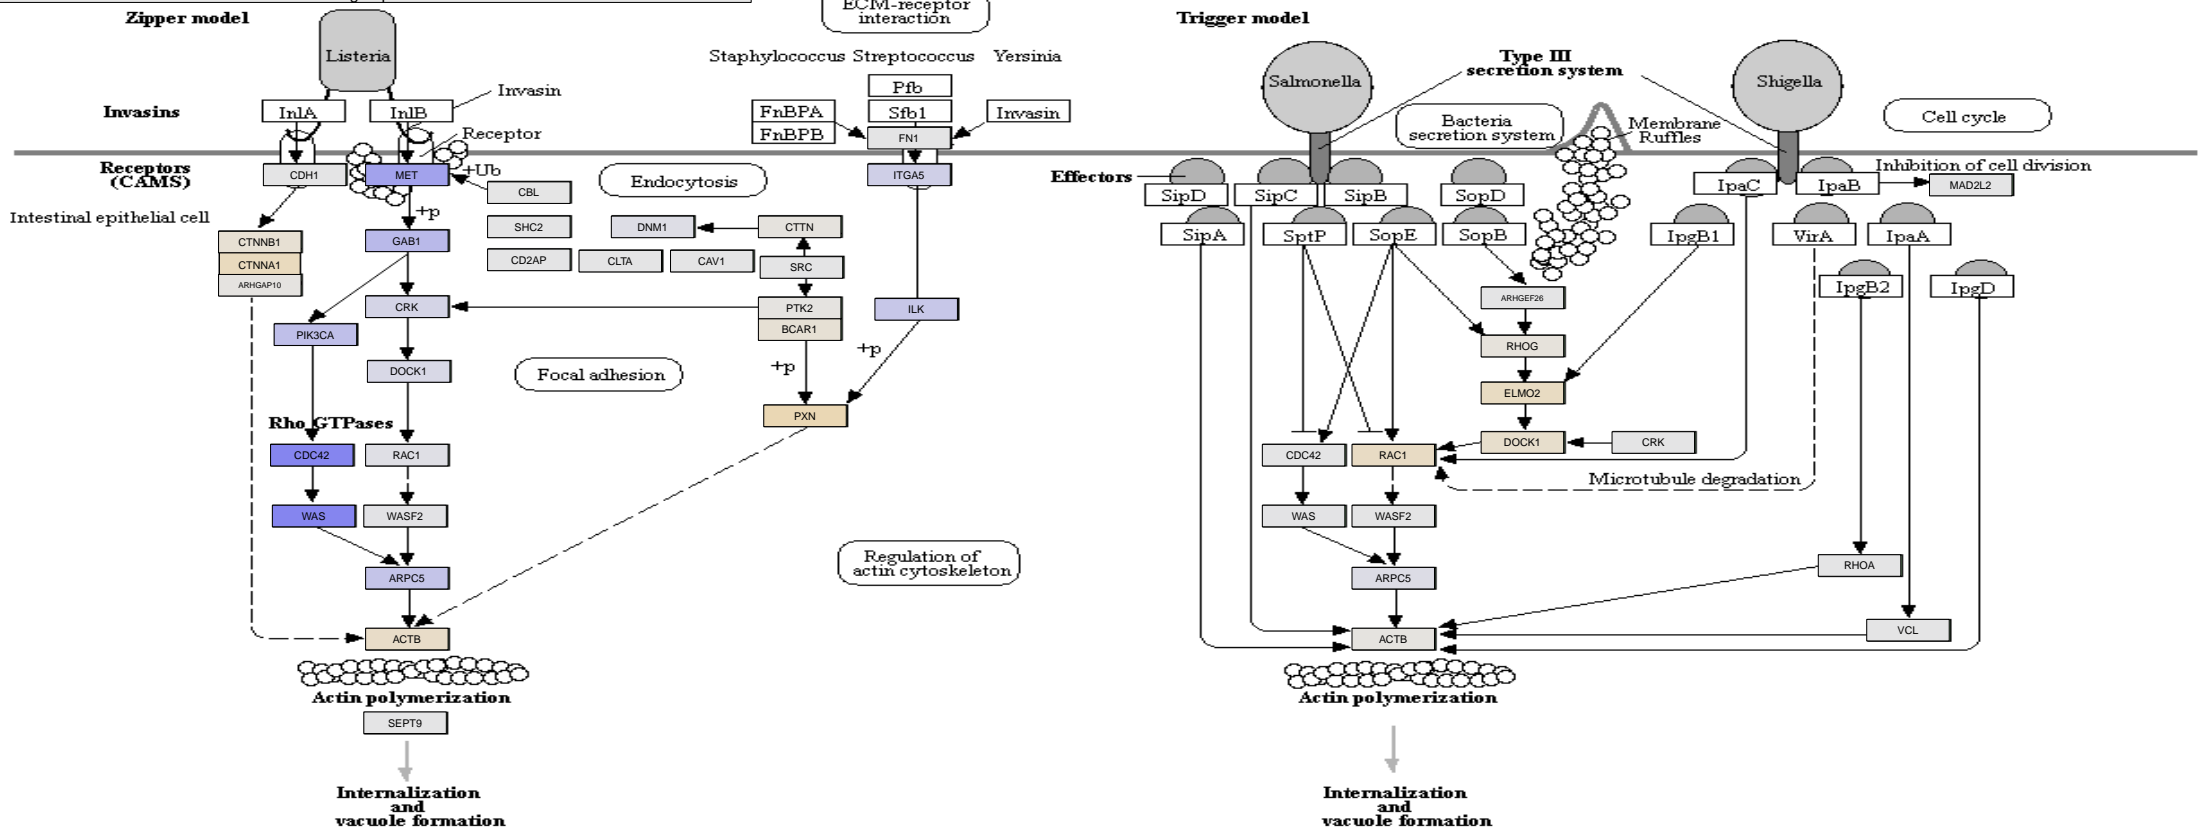 Zipper model
ECM-receptor
interaction
Trigger model
Listeria
Staphylococcus
Streptococcus
Yersinia
Salmonella
Type III
secretion system
Shigella
Invasins
InlA
InlB
Invasin
Receptor
Pfb
FnBPA
FnBPB
Sfb1
FN1
Invasin
Bacteria
secretion system
Membrane
Ruffles
Cell cycle
Receptors
(CAMS)
CDH1
MET
+Ub
CBL
Endocytosis
ITGA5
Effectors
SipD
SipC
SipB
SopD
IpaC
IpaB
Inhibition of cell division
MAD2L2
Intestinal epithelial cell
+p
CTNNB1
CTNNA1
ARHGAP10
GAB1
SHC2
DNM1
CTTN
CD2AP
CLTA
CAV1
SRC
SipA
SptP
SopE
SopB
IpgB1
VirA
IpaA
IpgB2
IpgD
CRK
PTK2
BCAR1
ILK
PIK3CA
DOCK1
Focal adhesion
+p
+p
PXN
ARHGEF26
RHOG
ELMO2
DOCK1
CRK
Rho GTPases
CDC42
RAC1
CDC42
RAC1
Microtubule degradation
WAS
WASF2
WAS
WASF2
ARPC5
Regulation of
actin cytoskeleton
ARPC5
RHOA
ACTB
ACTB
VCL
Actin polymerization
Actin polymerization
SEPT9
Internalization
and
vacuole formation
Internalization
and
vacuole formation